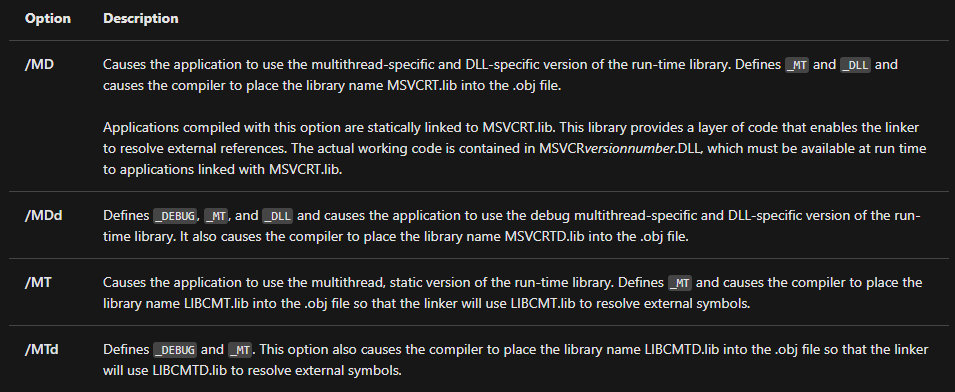 Option Description
/MD Causes the application to use the multithread-specific and DLL-specific version of the run-time library. Defines _MT and _DLL and
causes the compiler to place the library name MSVCRT.lib into the .obj file.
Applications compiled with this option are statically linked to MSVCRT.lib. This library provides a layer of code that enables the linker
to resolve external references. The actual working code is contained in MSVCRversionnumber.DLL, which must be available at run time
to applications linked with MSVCRT.lib.
/MDd Defines _DEBUG, _MT, and _DLL and causes the application to use the debug multithread-specific and DLL-specific version of the run-
time library. It also causes the compiler to place the library name MSVCRTD.lib into the .obj file.
/MT Causes the application to use the multithread, static version of the run-time library. Defines _MT and causes the compiler to place the
library name LIBCMT.lib into the .obj file so that the linker will use LIBCMT.lib to resolve external symbols.
/MTd Defines _DEBUG and _MT. This option also causes the compiler to place the library name LIBCMTD.lib into the .obj file so that the linker
will use LIBCMTD.lib to resolve external symbols.